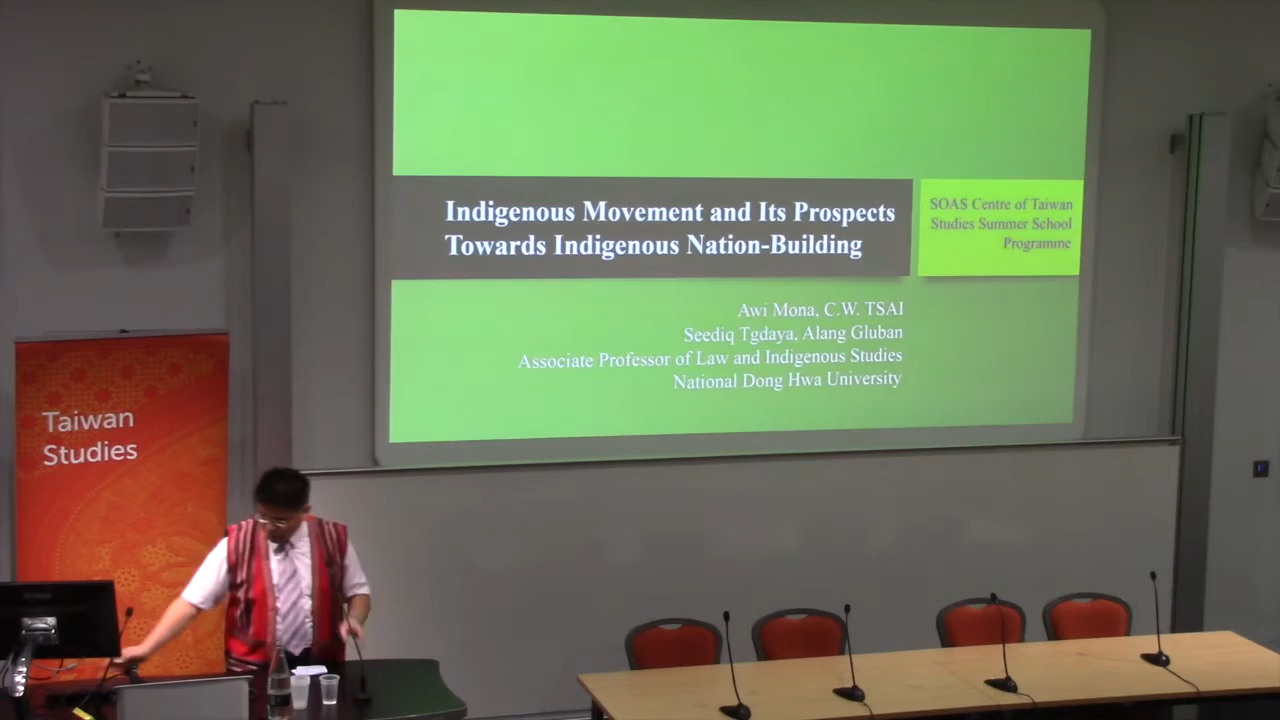 Indigenous Movement and Its Prospects
Towards Indigenous Nation-Building
SOAS Centre of Taiwan
Studies Summer School
Programme
Awi Mona, C.W. TSAI
Seediq Tgdaya, Alang Gluban
Associate Professor of Law and Indigenous Studies
National Dong Hwa University
Taiwan
Studies